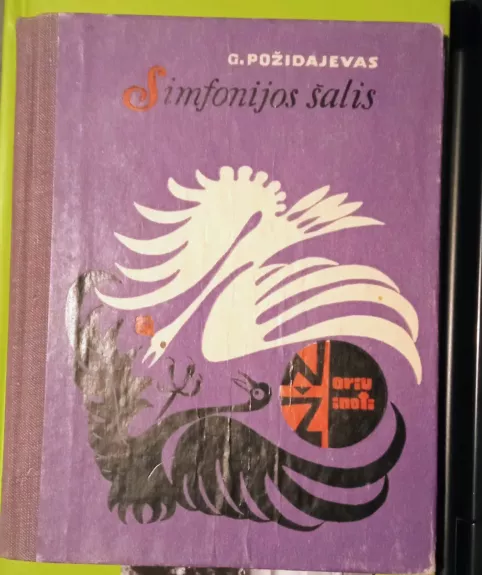 G. POŽIDAJEVAS
Simfonijos šalis
Noriu
žinoti